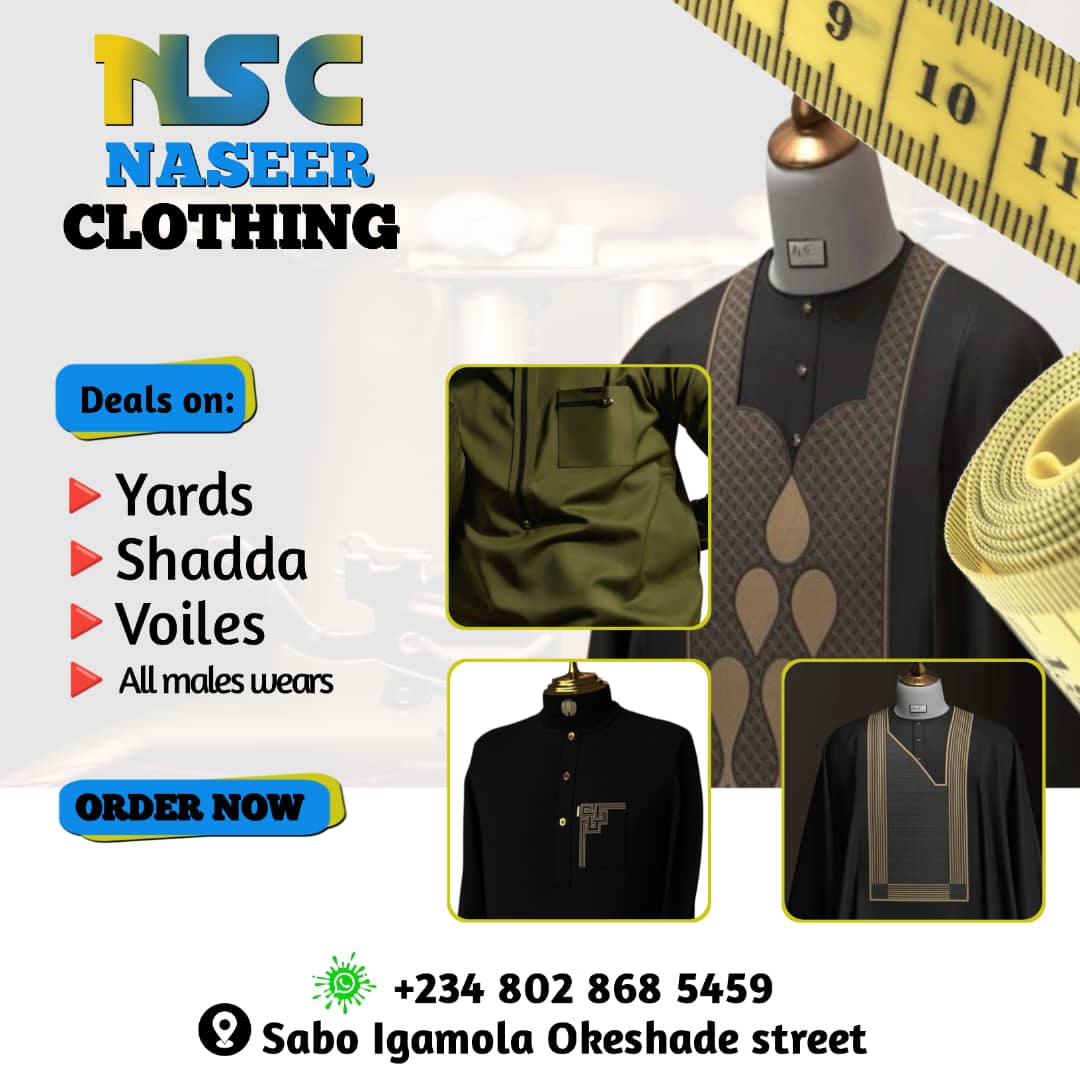 NSC
NASEER
CLOTHING
9
10
11
Deals on:
Yards
Shadda
Voiles
All males wears
ORDER NOW
+234 802 868 5459
Sabo Igamola Okeshade street